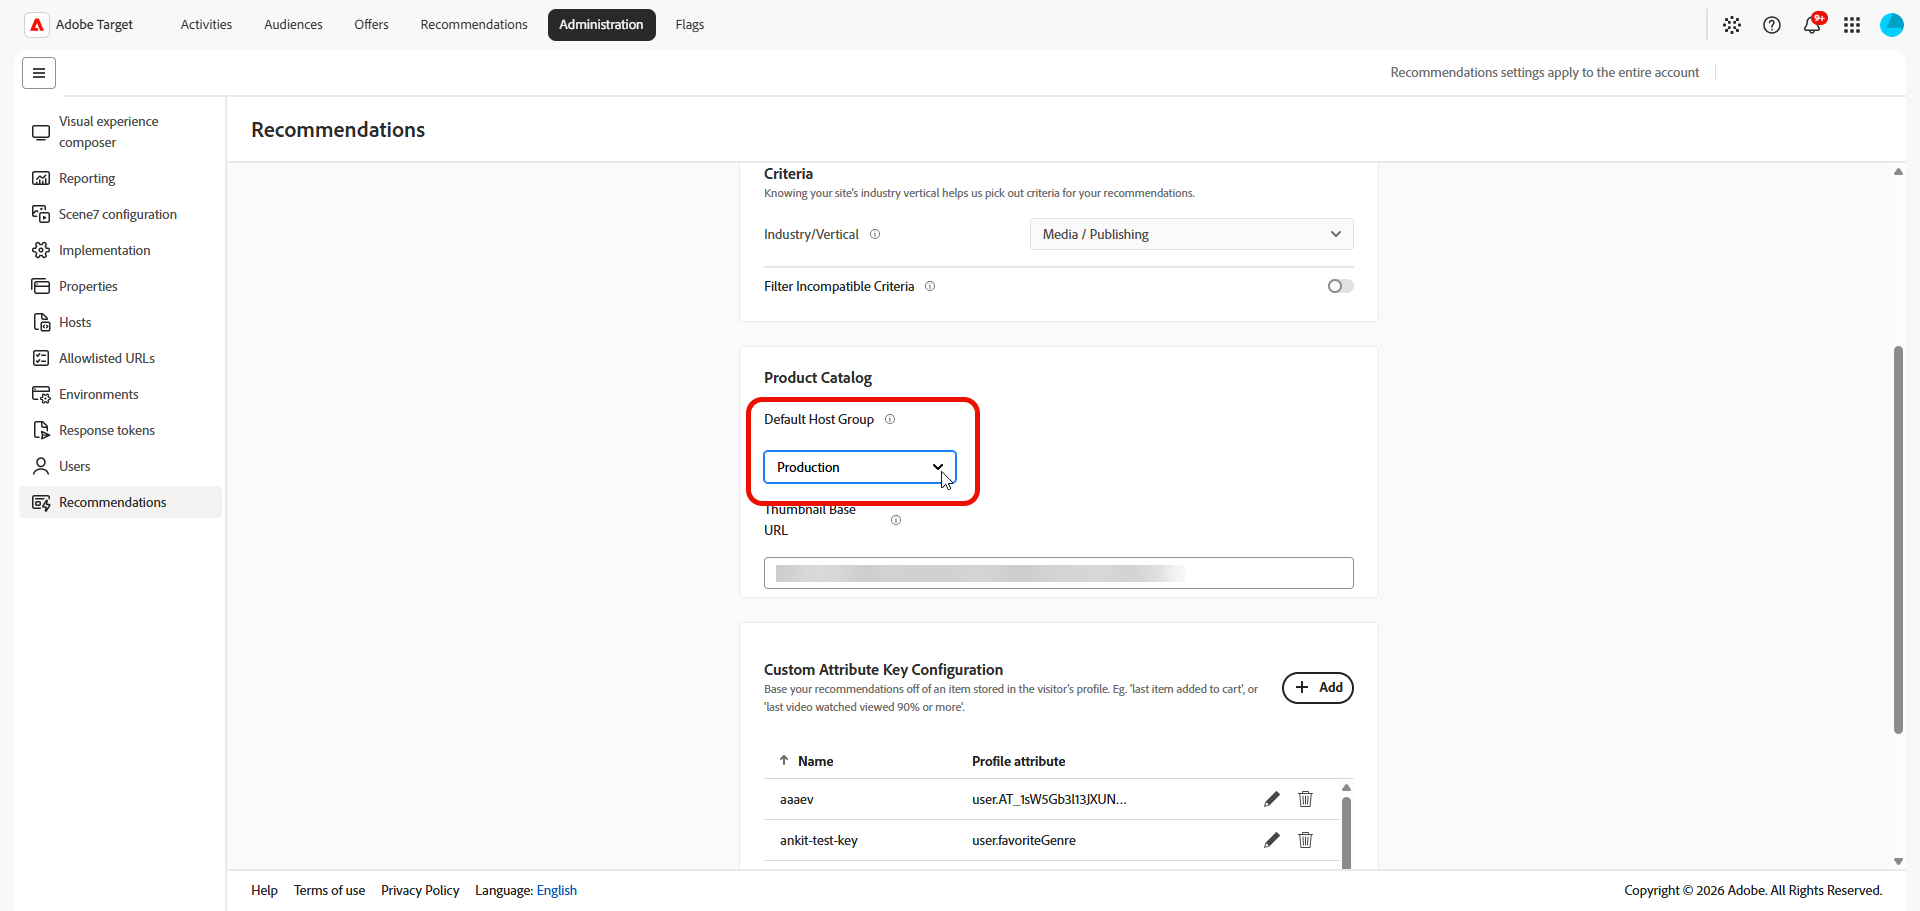 Adobe Target
Activities
Audiences
Offers
Recommendations
Administration
Flags
9+
Recommendations settings apply to the entire account
Visual experience
composer
Reporting
Scene7 configuration
Implementation
Properties
Hosts
Allowlisted URLs
Environments
Response tokens
Users
Recommendations
Recommendations
Criteria
Knowing your site's industry vertical helps us pick out criteria for your recommendations.
Industry/Vertical
Media / Publishing
Filter Incompatible Criteria
Product Catalog
Default Host Group
Production
Thumbnail Base
URL
Custom Attribute Key Configuration
Base your recommendations off of an item stored in the visitor's profile. Eg. 'last item added to cart', or
'last video watched viewed 90% or more'.
Add
Name
Profile attribute
aaaev
user.AT_1sW5Gb3l13JXUN...
ankit-test-key
user.favoriteGenre
Help
Terms of use
Privacy Policy
Language: English
Copyright © 2026 Adobe. All Rights Reserved.